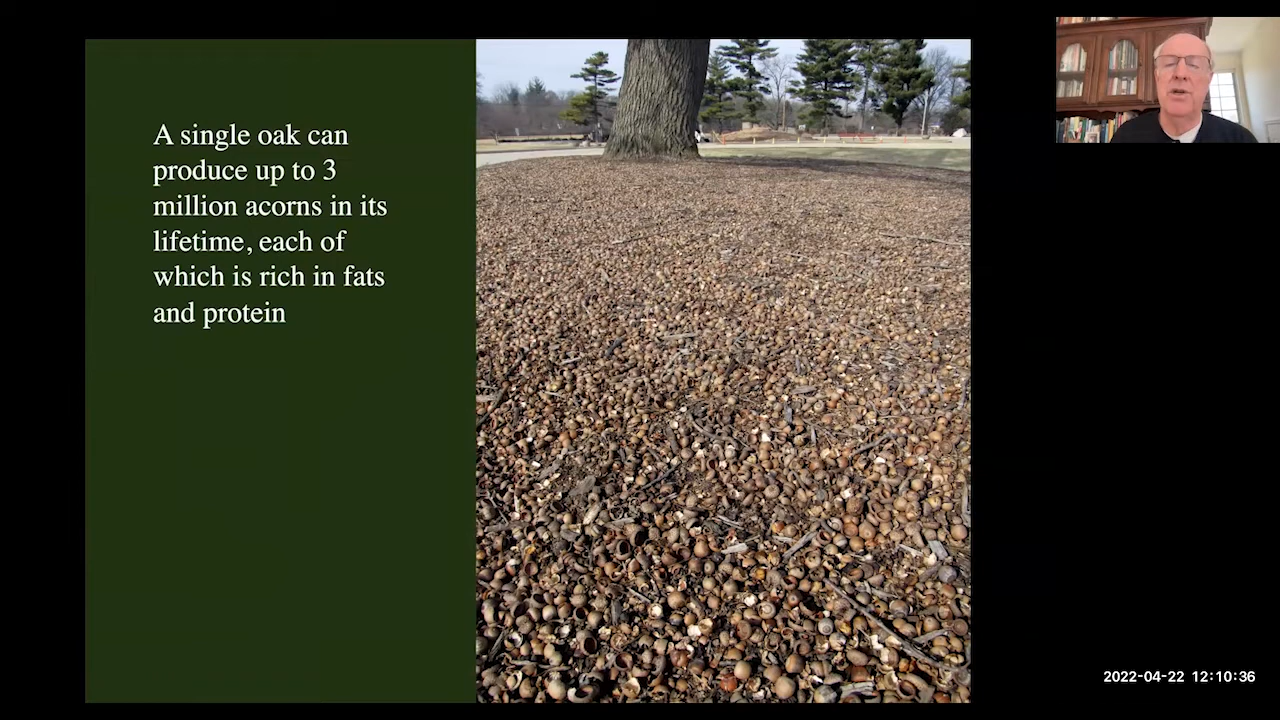 A single oak can
produce up to 3
million acorns in its
lifetime, each of
which is rich in fats
and protein
2022-04-22 12:10:36